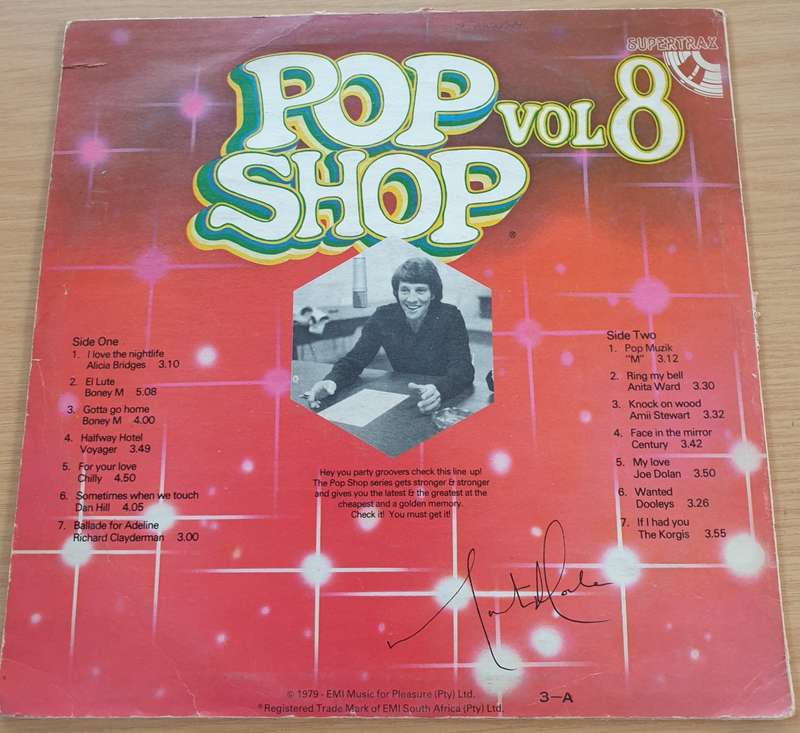 SUPERTRAX
POP
SHOP
VOL 8
®
Side One
1. I love the nightlife
Alicia Bridges 3.10
2. El Lute
Boney M 5.08
3. Gotta go home
Boney M 4.00
4. Halfway Hotel
Voyager 3.49
5. For your love
Chilly 4.50
6. Sometimes when we touch
Dan Hill 4.05
7. Ballade for Adeline
Richard Clayderman 3.00
Side Two
1. Pop Muzik
"M" 3.12
2. Ring my bell
Anita Ward 3.30
3. Knock on wood
Amii Stewart 3.32
4. Face in the mirror
Century 3.42
5. My love
Joe Dolan 3.50
6. Wanted
Dooleys 3.26
7. If I had you
The Korgis 3.55
Hey you party groovers check this line up!
The Pop Shop series gets stronger & stronger
and gives you the latest & the greatest at the
cheapest and a golden memory.
Check it! You must get it!
© 1979 - EMI Music for Pleasure (Pty) Ltd.
®Registered Trade Mark of EMI South Africa (Pty) Ltd.
3—A